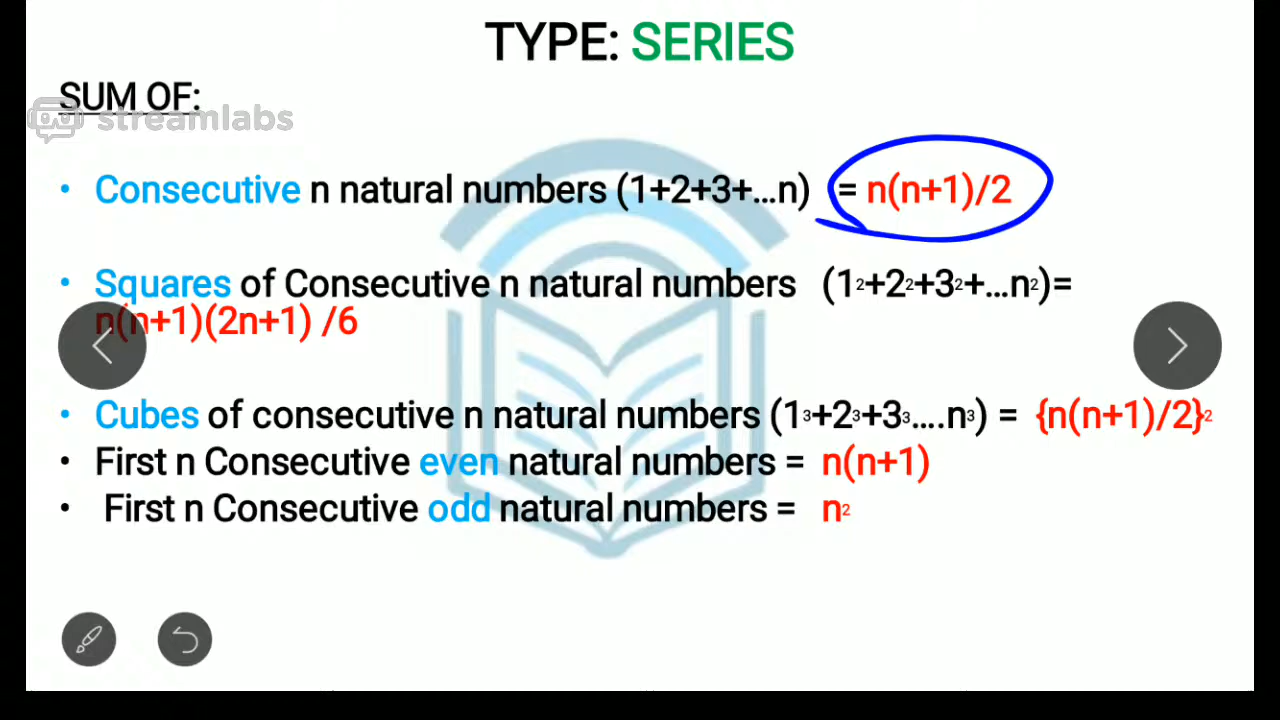 TYPE: SERIES
SUM OF:
streamlabs
• Consecutive n natural numbers (1+2+3+...n) = n(n+1)/2
• Squares of Consecutive n natural numbers (1²+2²+3²+...n²)=
n(n+1)(2n+1) /6
• Cubes of consecutive n natural numbers (1³+2³+3³....n³) = {n(n+1)/2}²
• First n Consecutive even natural numbers = n(n+1)
• First n Consecutive odd natural numbers = n²